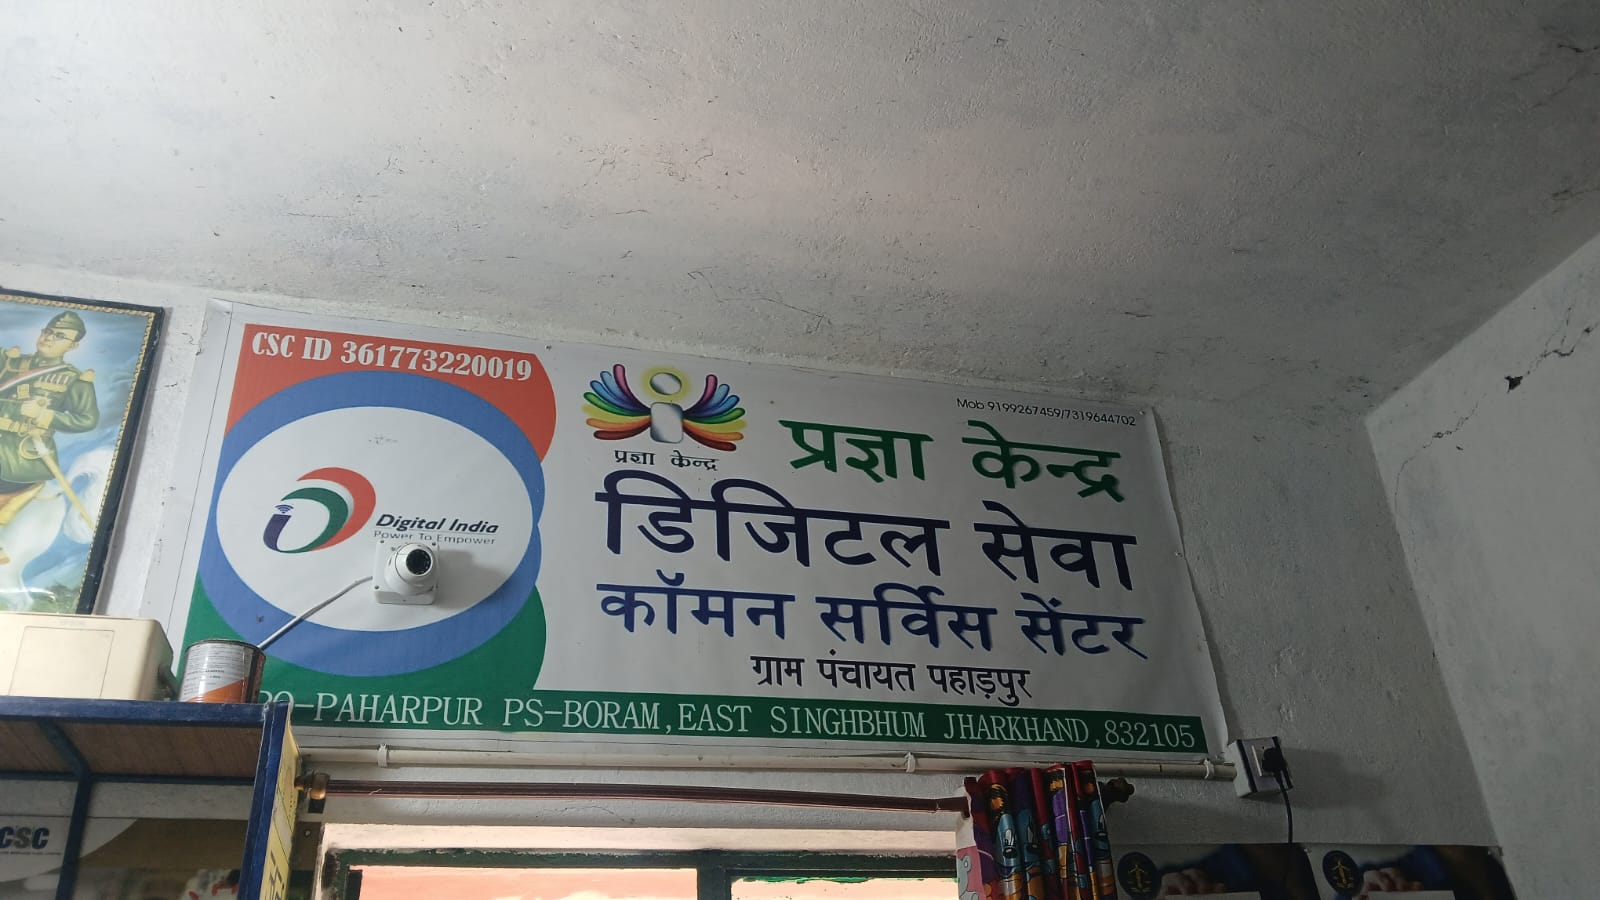 CSC ID 361773220019
Mob 9199267459/7319644702
प्रज्ञा केन्द्र
प्रज्ञा केन्द्र
Digital India
Power To Empower
डिजिटल सेवा
कॉमन सर्विस सेंटर
ग्राम पंचायत पहाड़पुर
PO-PAHARPUR PS-BORAM,EAST SINGHBHUM JHARKHAND,832105
CSC